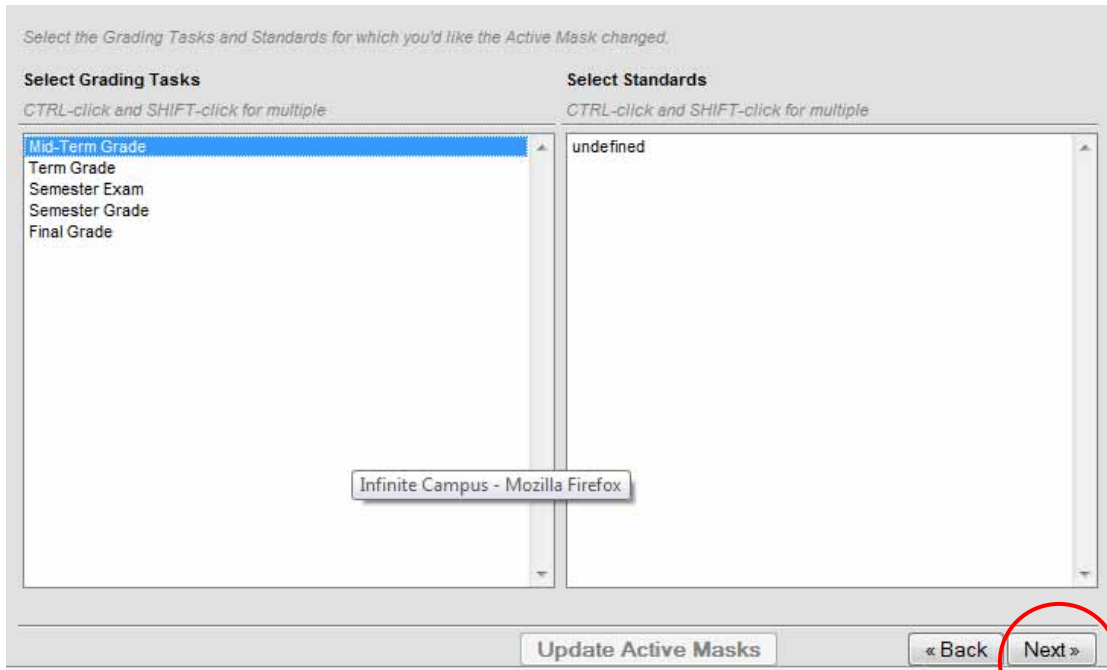 Select the Grading Tasks and Standards for which you'd like the Active Mask changed.
Select Grading Tasks
CTRL-click and SHIFT-click for multiple
Mid-Term Grade
Term Grade
Semester Exam
Semester Grade
Final Grade
Select Standards
CTRL-click and SHIFT-click for multiple
undefined
Infinite Campus - Mozilla Firefox
Update Active Masks
« Back
Next »